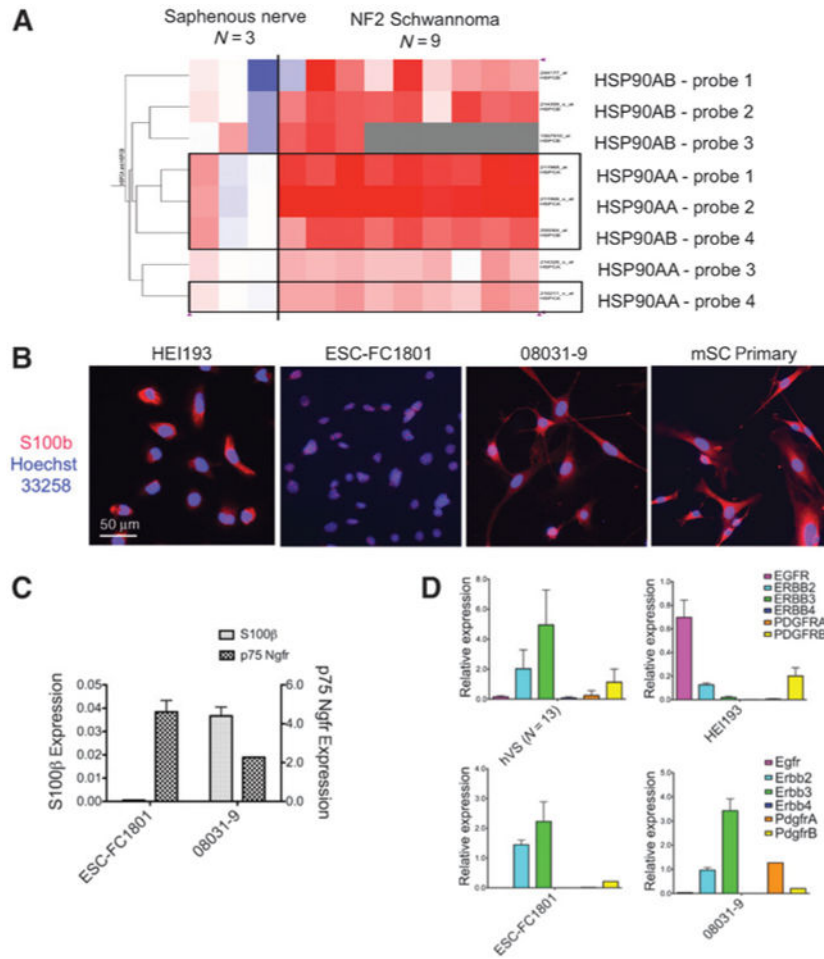 A
Saphenous nerve
N = 3
NF2 Schwannoma
N = 9
HSP90AB - probe 1
HSP90AB - probe 2
HSP90AB - probe 3
HSP90AA - probe 1
HSP90AA - probe 2
HSP90AB - probe 4
HSP90AA - probe 3
HSP90AA - probe 4
B
HEI193
ESC-FC1801
08031-9
mSC Primary
S100b
Hoechst
33258
50 μm
C
S100β
p75 Ngfr
S100β Expression
0.05
0.04
0.03
0.02
0.01
0.00
6.0
4.0
2.0
0.0
p75 Ngfr Expression
ESC-FC1801
08031-9
D
Relative expression
8.0
6.0
4.0
2.0
0.0
hVS (N = 13)
Relative expression
1.2
0.8
0.4
0.0
HEI193
EGFR
ERBB2
ERBB3
ERBB4
PDGFRA
PDGFRB
Relative expression
4.0
3.0
2.0
1.0
0.0
ESC-FC1801
Relative expression
5.0
4.0
3.0
2.0
1.0
0.0
08031-9
Egfr
Erbb2
Erbb3
Erbb4
PdgfrA
PdgfrB